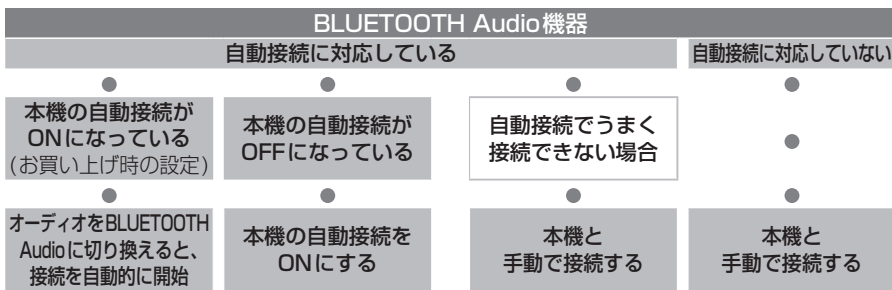 BLUETOOTH Audio機器
自動接続に対応している
自動接続に対応していない
本機の自動接続が
ONになっている
(お買い上げ時の設定)
本機の自動接続が
OFFになっている
自動接続でうまく
接続できない場合
オーディオをBLUETOOTH
Audioに切り換えると、
接続を自動的に開始
本機の自動接続を
ONにする
本機と
手動で接続する
本機と
手動で接続する